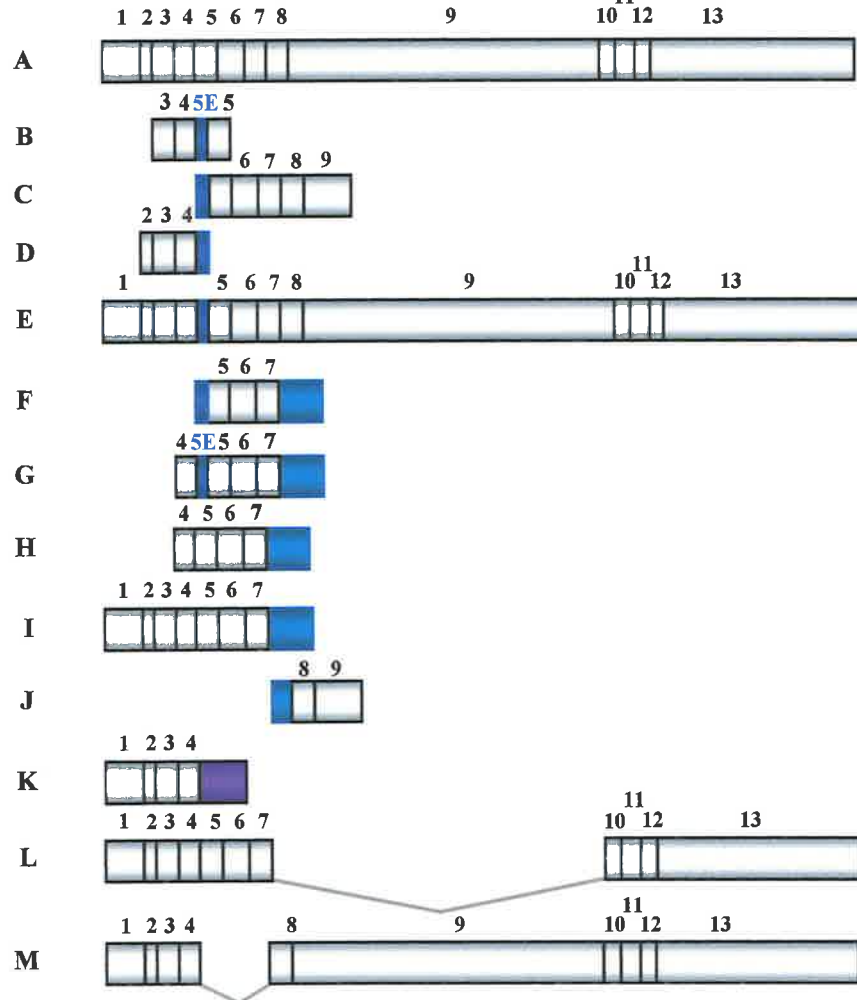 11
1 2 3 4 5 6 7 8 9 10 12 13
A
3 4 5E 5
B
6 7 8 9
C
2 3 4
D
11
1 5 6 7 8 9 10 12 13
E
5 6 7
F
4 5E 5 6 7
G
4 5 6 7
H
1 2 3 4 5 6 7
I
8 9
J
1 2 3 4
K
11
1 2 3 4 5 6 7 10 12 13
L
11
1 2 3 4 8 9 10 12 13
M